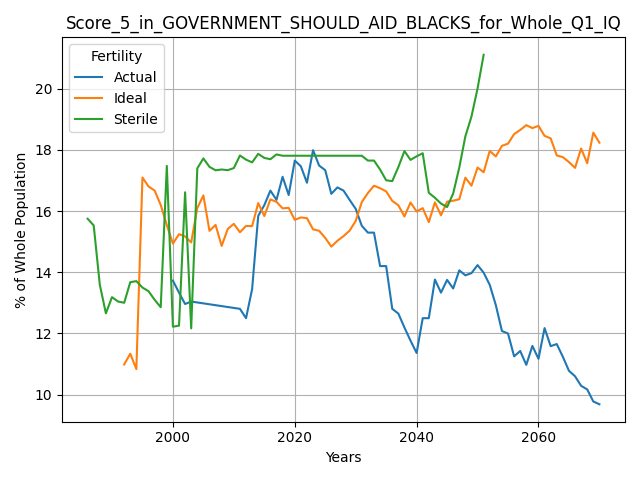 Score_5_in_GOVERNMENT_SHOULD_AID_BLACKS_for_Whole_Q1_IQ
Fertility
Actual
Ideal
Sterile
% of Whole Population
20
18
16
14
12
10
2000
2020
2040
2060
Years